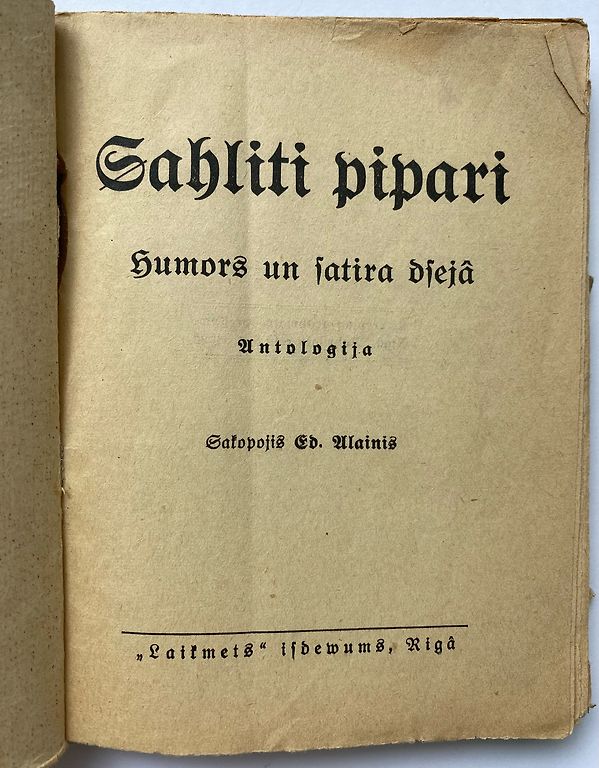 Sahliti pipari
Humors un ſatira dſejâ
Antologija
Sakopojis Ed. Alainis
„Laikmets“ iſdewums, Rigâ